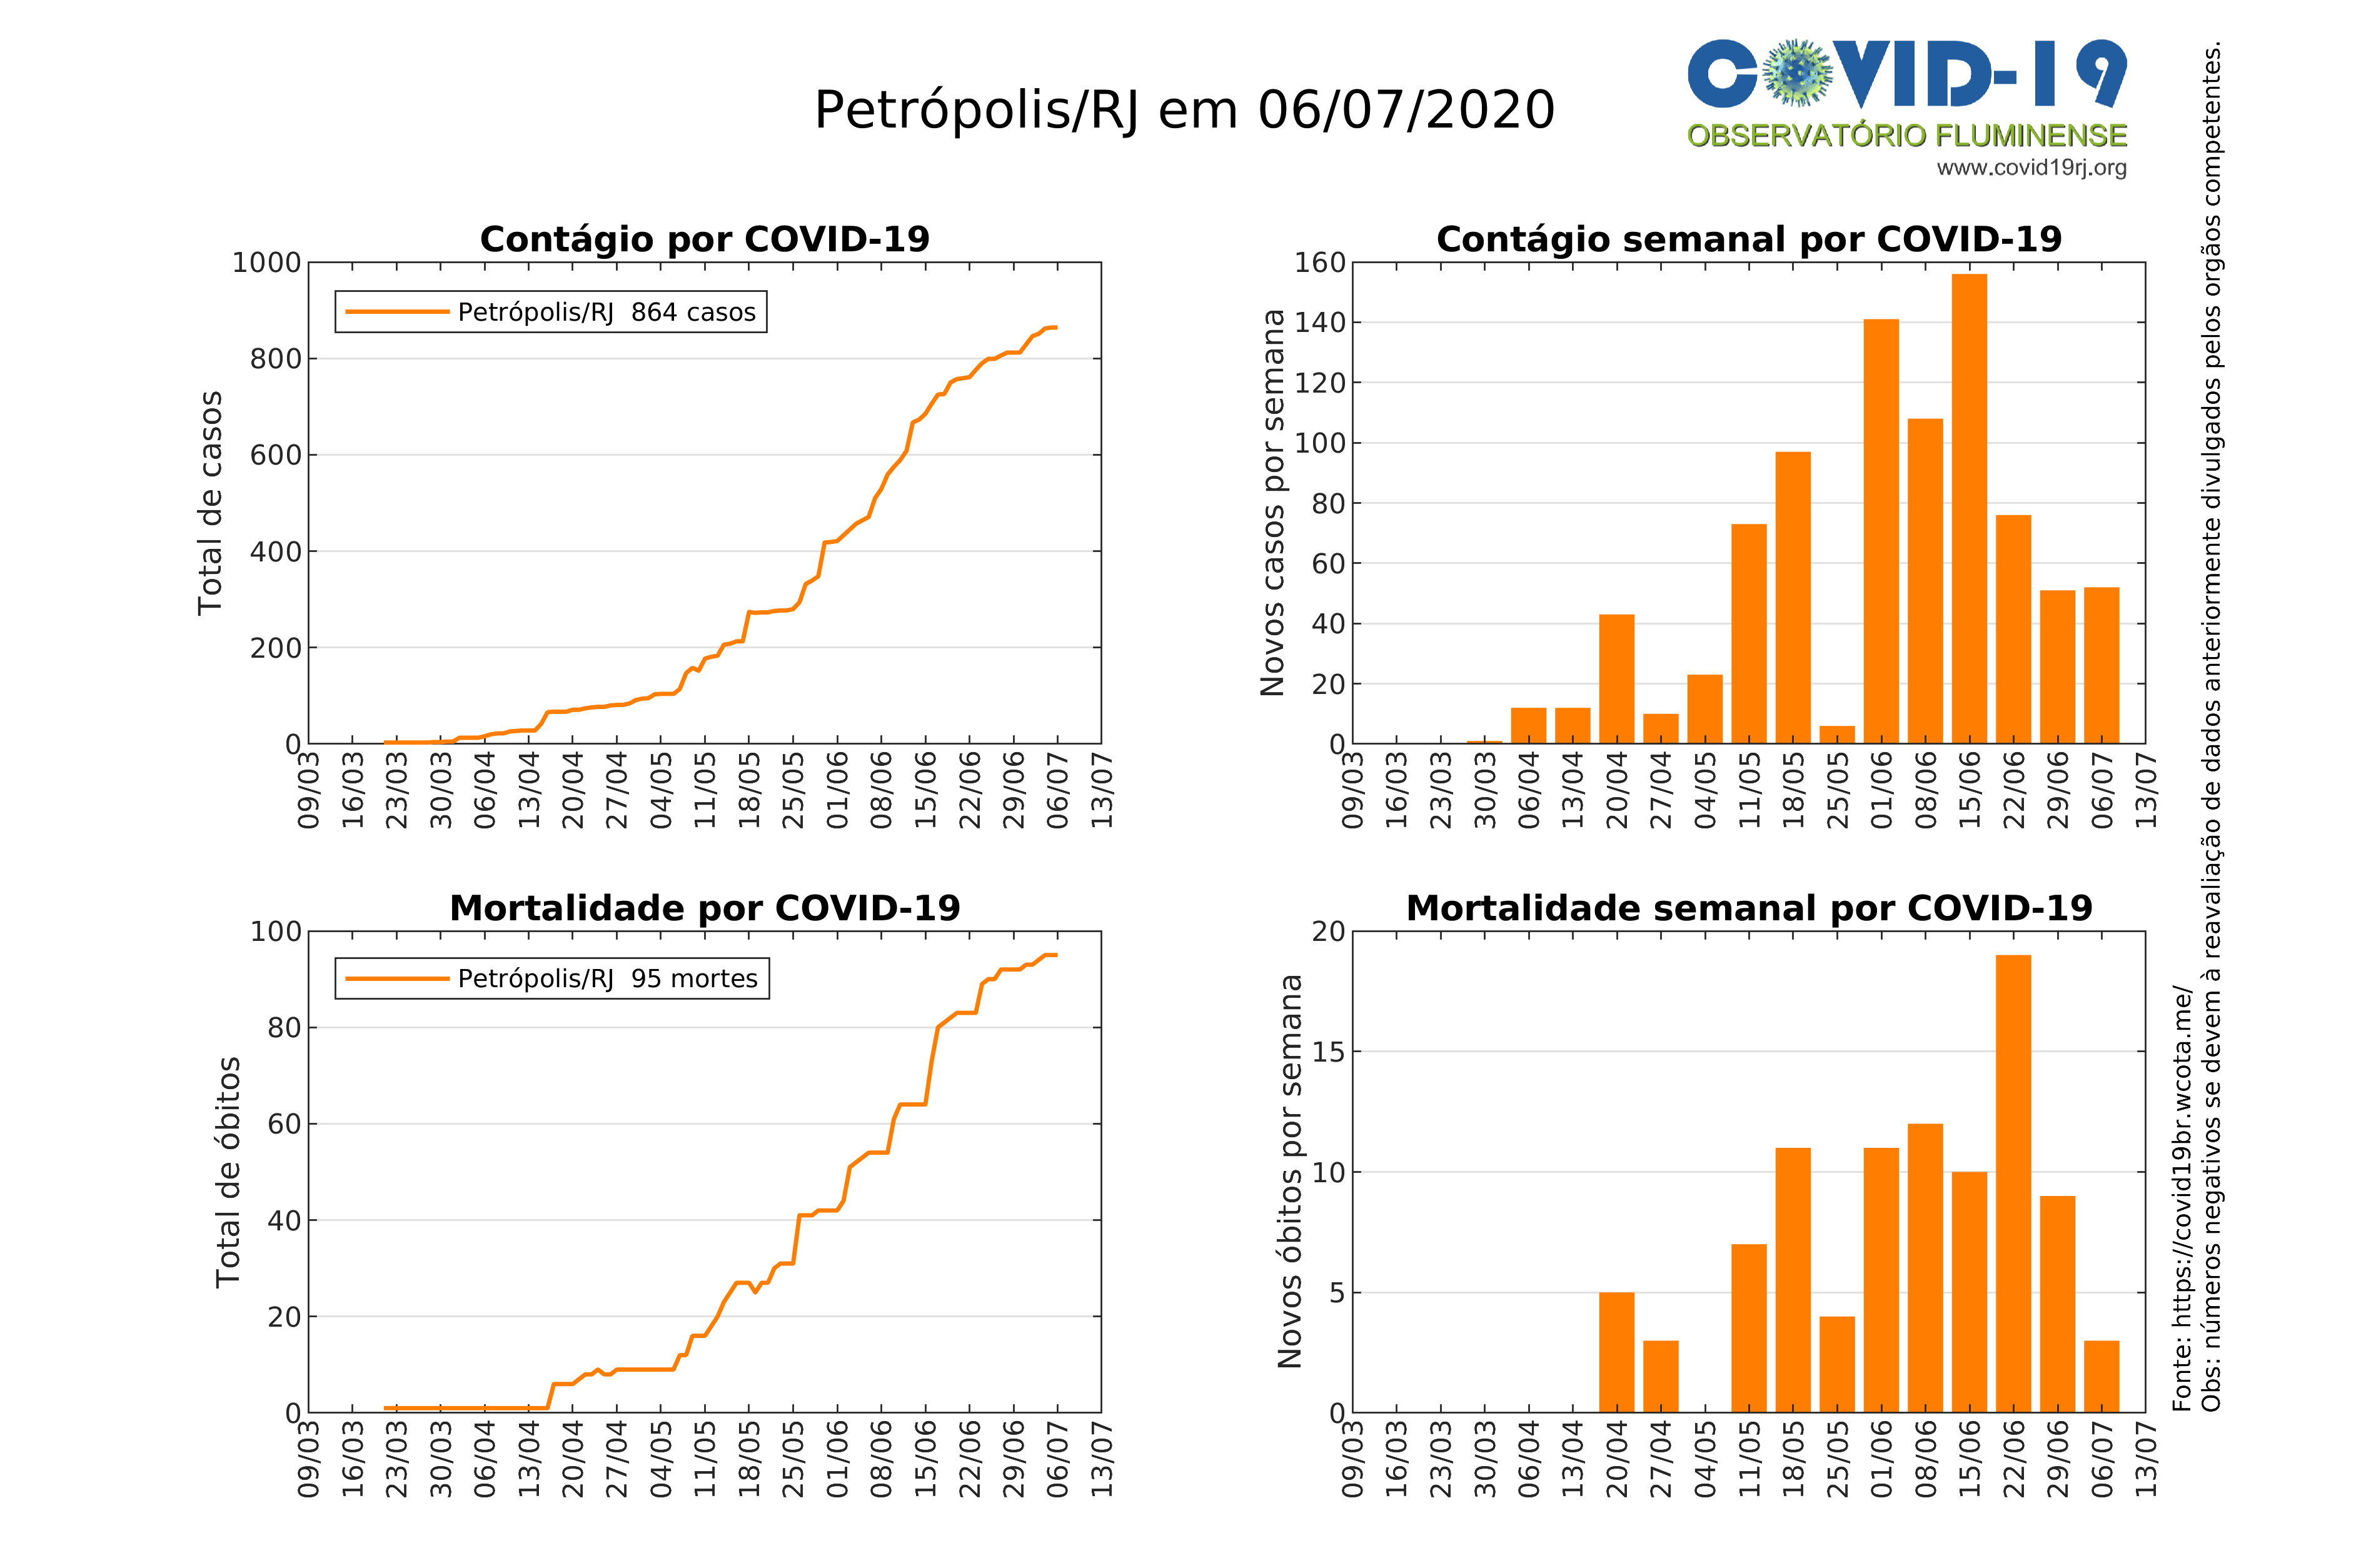 Petrópolis/RJ em 06/07/2020
COVID-19
OBSERVATÓRIO FLUMINENSE
www.covid19rj.org
Contágio por COVID-19
Total de casos
1000
800
600
400
200
0
Petrópolis/RJ 864 casos
09/03 16/03 23/03 30/03 06/04 13/04 20/04 27/04 04/05 11/05 18/05 25/05 01/06 08/06 15/06 22/06 29/06 06/07 13/07
Contágio semanal por COVID-19
Novos casos por semana
160
140
120
100
80
60
40
20
0
09/03 16/03 23/03 30/03 06/04 13/04 20/04 27/04 04/05 11/05 18/05 25/05 01/06 08/06 15/06 22/06 29/06 06/07 13/07
Mortalidade por COVID-19
Total de óbitos
100
80
60
40
20
0
Petrópolis/RJ 95 mortes
09/03 16/03 23/03 30/03 06/04 13/04 20/04 27/04 04/05 11/05 18/05 25/05 01/06 08/06 15/06 22/06 29/06 06/07 13/07
Mortalidade semanal por COVID-19
Novos óbitos por semana
20
15
10
5
0
09/03 16/03 23/03 30/03 06/04 13/04 20/04 27/04 04/05 11/05 18/05 25/05 01/06 08/06 15/06 22/06 29/06 06/07 13/07
Fonte: https://covid19br.wcota.me/
Obs: números negativos se devem à reavaliação de dados anteriormente divulgados pelos orgãos competentes.